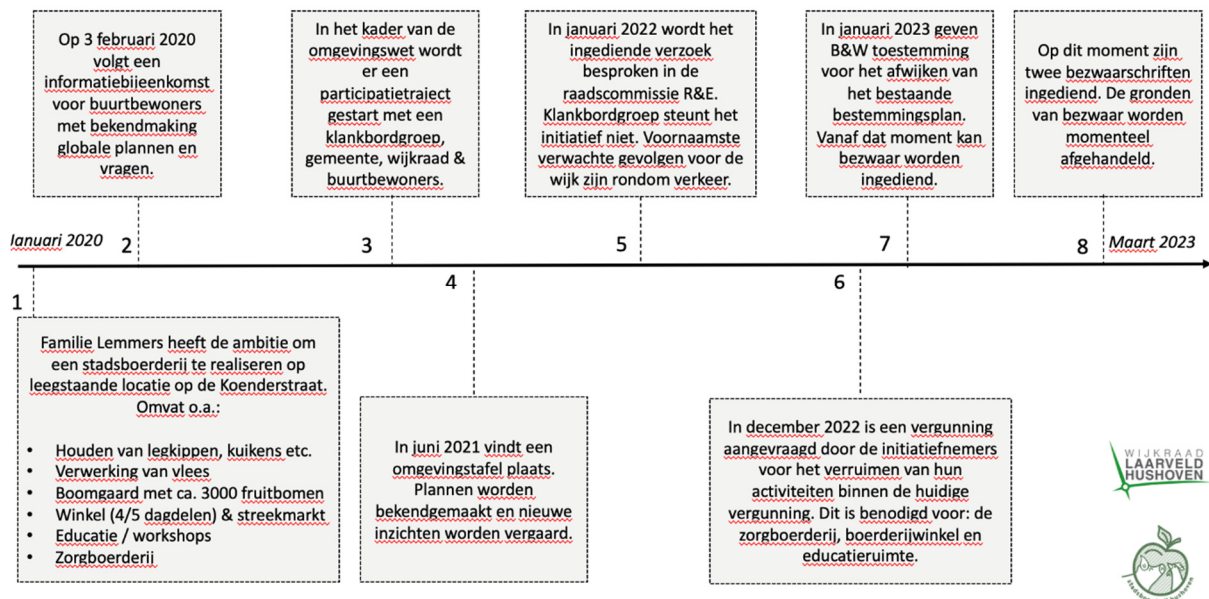 Op 3 februari 2020
volgt een
informatiebijeenkomst
voor buurtbewoners
met bekendmaking
globale plannen en
vragen.
In het kader van de
omgevingswet wordt
er een
participatietraject
gestart met een
klankbordgroep,
gemeente, wijkraad &
buurtbewoners.
In januari 2022 wordt het
ingediende verzoek
besproken in de
raadscommissie R&E.
Klankbordgroep steunt het
initiatief niet. Voornaamste
verwachte gevolgen voor de
wijk zijn rondom verkeer.
In januari 2023 geven
B&W toestemming
voor het afwijken van
het bestaande
bestemmingsplan.
Vanaf dat moment kan
bezwaar worden
ingediend.
Op dit moment zijn
twee bezwaarschriften
ingediend. De gronden
van bezwaar worden
momenteel
afgehandeld.
Januari 2020
2
3
5
7
8
Maart 2023
1
4
6
Familie Lemmers heeft de ambitie om
een stadsboerderij te realiseren op
leegstaande locatie op de Koenderstraat.
Omvat o.a.:
• Houden van legkippen, kuikens etc.
• Verwerking van vlees
• Boomgaard met ca. 3000 fruitbomen
• Winkel (4/5 dagdelen) & streekmarkt
• Educatie / workshops
• Zorgboerderij
In juni 2021 vindt een
omgevingstafel plaats.
Plannen worden
bekendgemaakt en nieuwe
inzichten worden vergaard.
In december 2022 is een vergunning
aangevraagd door de initiatiefnemers
voor het verruimen van hun
activiteiten binnen de huidige
vergunning. Dit is benodigd voor: de
zorgboerderij, boerderijwinkel en
educatieruimte.
WIJKRAAD
LAARVELD
HUSHOVEN